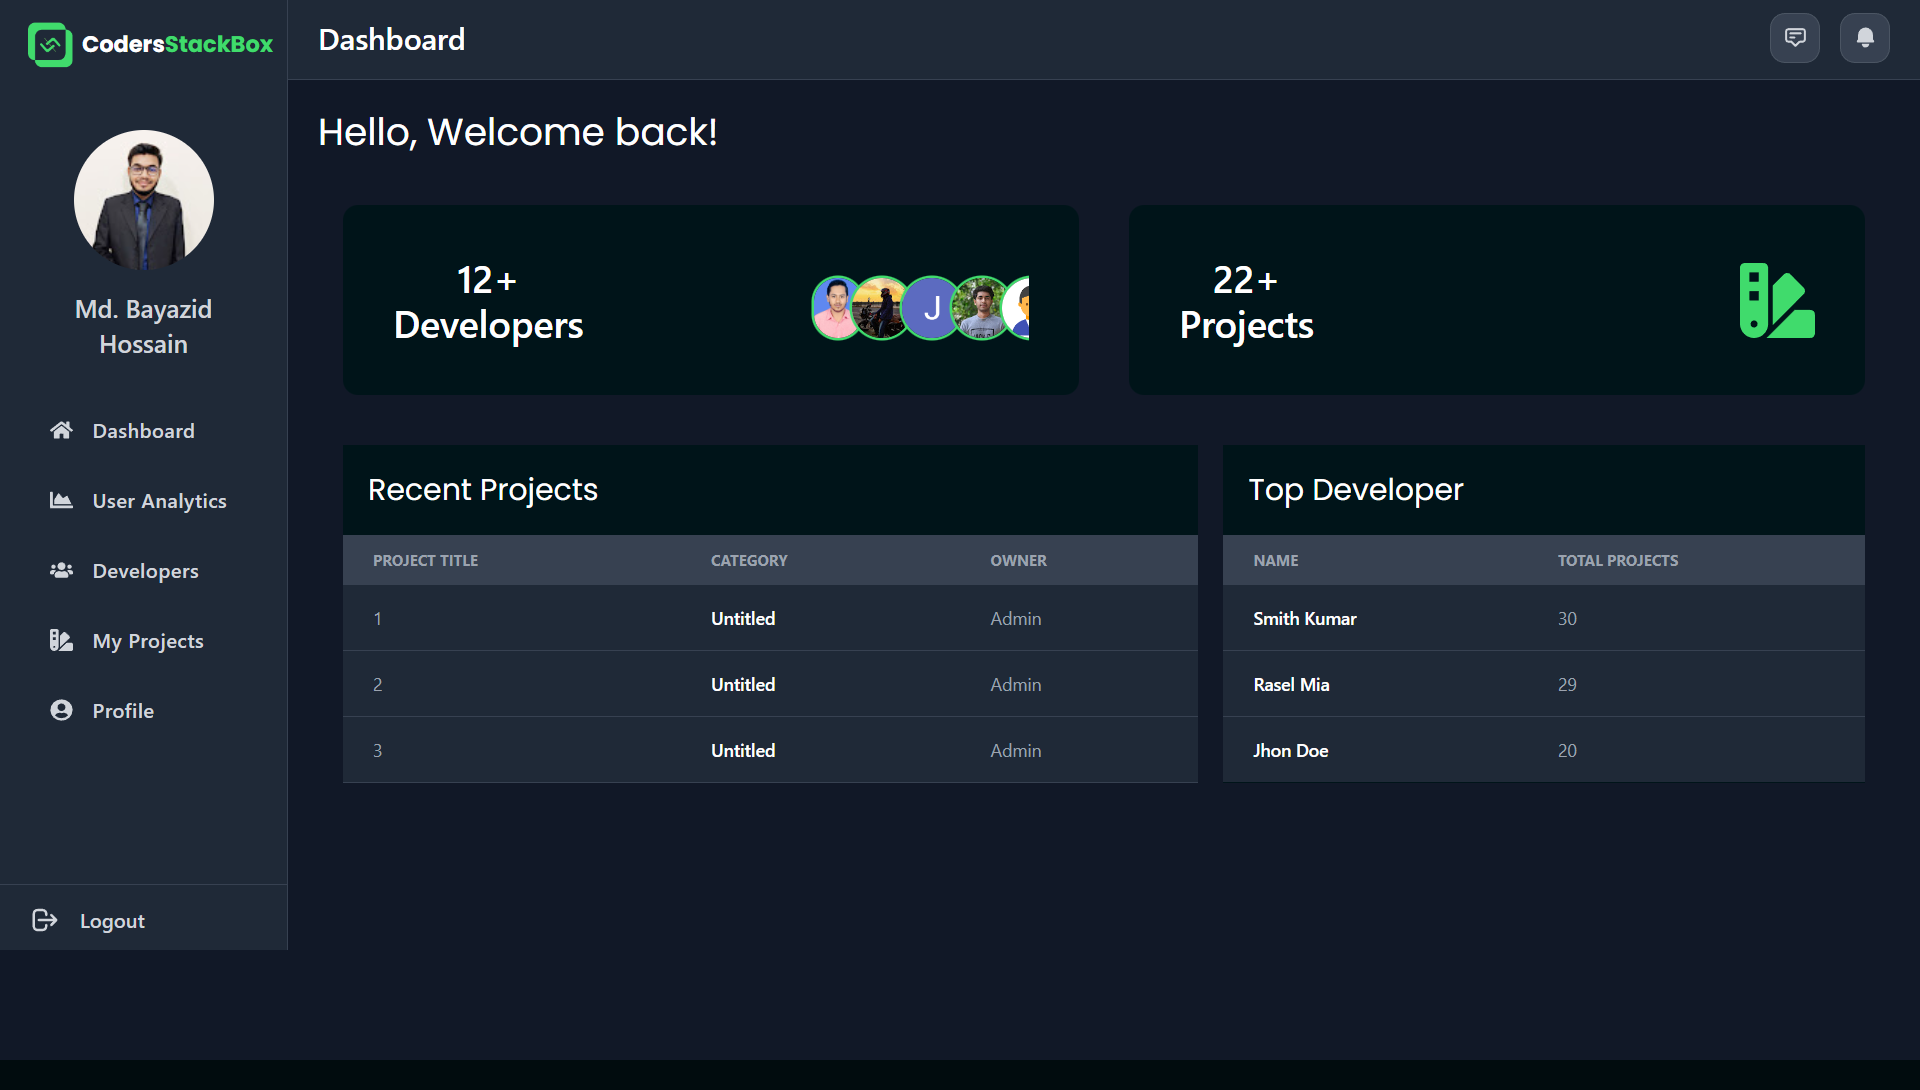 CodersStackBox
Dashboard
Md. Bayazid
Hossain
Dashboard
User Analytics
Developers
My Projects
Profile
Logout
Hello, Welcome back!
12+
Developers
J
22+
Projects
Recent Projects
PROJECT TITLE CATEGORY OWNER
1 Untitled Admin
2 Untitled Admin
3 Untitled Admin
Top Developer
NAME TOTAL PROJECTS
Smith Kumar 30
Rasel Mia 29
Jhon Doe 20